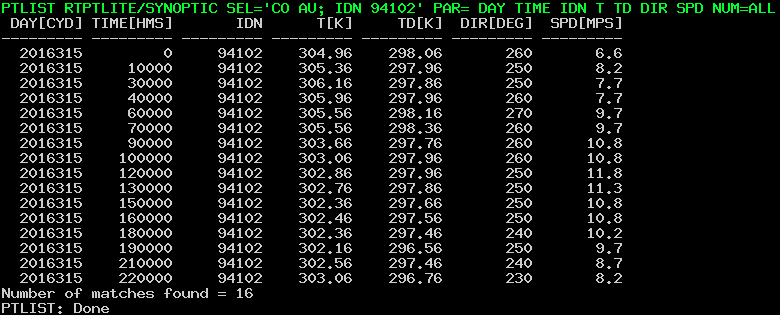 PTLIST RTPTLITE/SYNOPTIC SEL='CO AU; IDN 94102' PAR= DAY TIME IDN T TD DIR SPD NUM=ALL
DAY[CYD] TIME[HMS] IDN T[K] TD[K] DIR[DEG] SPD[MPS]
-------- --------- ---------- --------- --------- -------- ---------
2016315 0 94102 304.96 298.06 260 6.6
2016315 10000 94102 305.36 297.96 250 8.2
2016315 30000 94102 306.16 297.86 250 7.7
2016315 40000 94102 305.96 297.96 260 7.7
2016315 60000 94102 305.56 298.16 270 9.7
2016315 70000 94102 305.56 298.36 260 9.7
2016315 90000 94102 303.66 297.76 260 10.8
2016315 100000 94102 303.06 297.96 260 10.8
2016315 120000 94102 302.86 297.96 250 11.8
2016315 130000 94102 302.76 297.86 250 11.3
2016315 150000 94102 302.36 297.66 250 10.8
2016315 160000 94102 302.46 297.56 250 10.8
2016315 180000 94102 302.36 297.46 240 10.2
2016315 190000 94102 302.16 296.56 250 9.7
2016315 210000 94102 302.56 297.46 240 8.7
2016315 220000 94102 303.06 296.76 230 8.2
Number of matches found = 16
PTLIST: Done